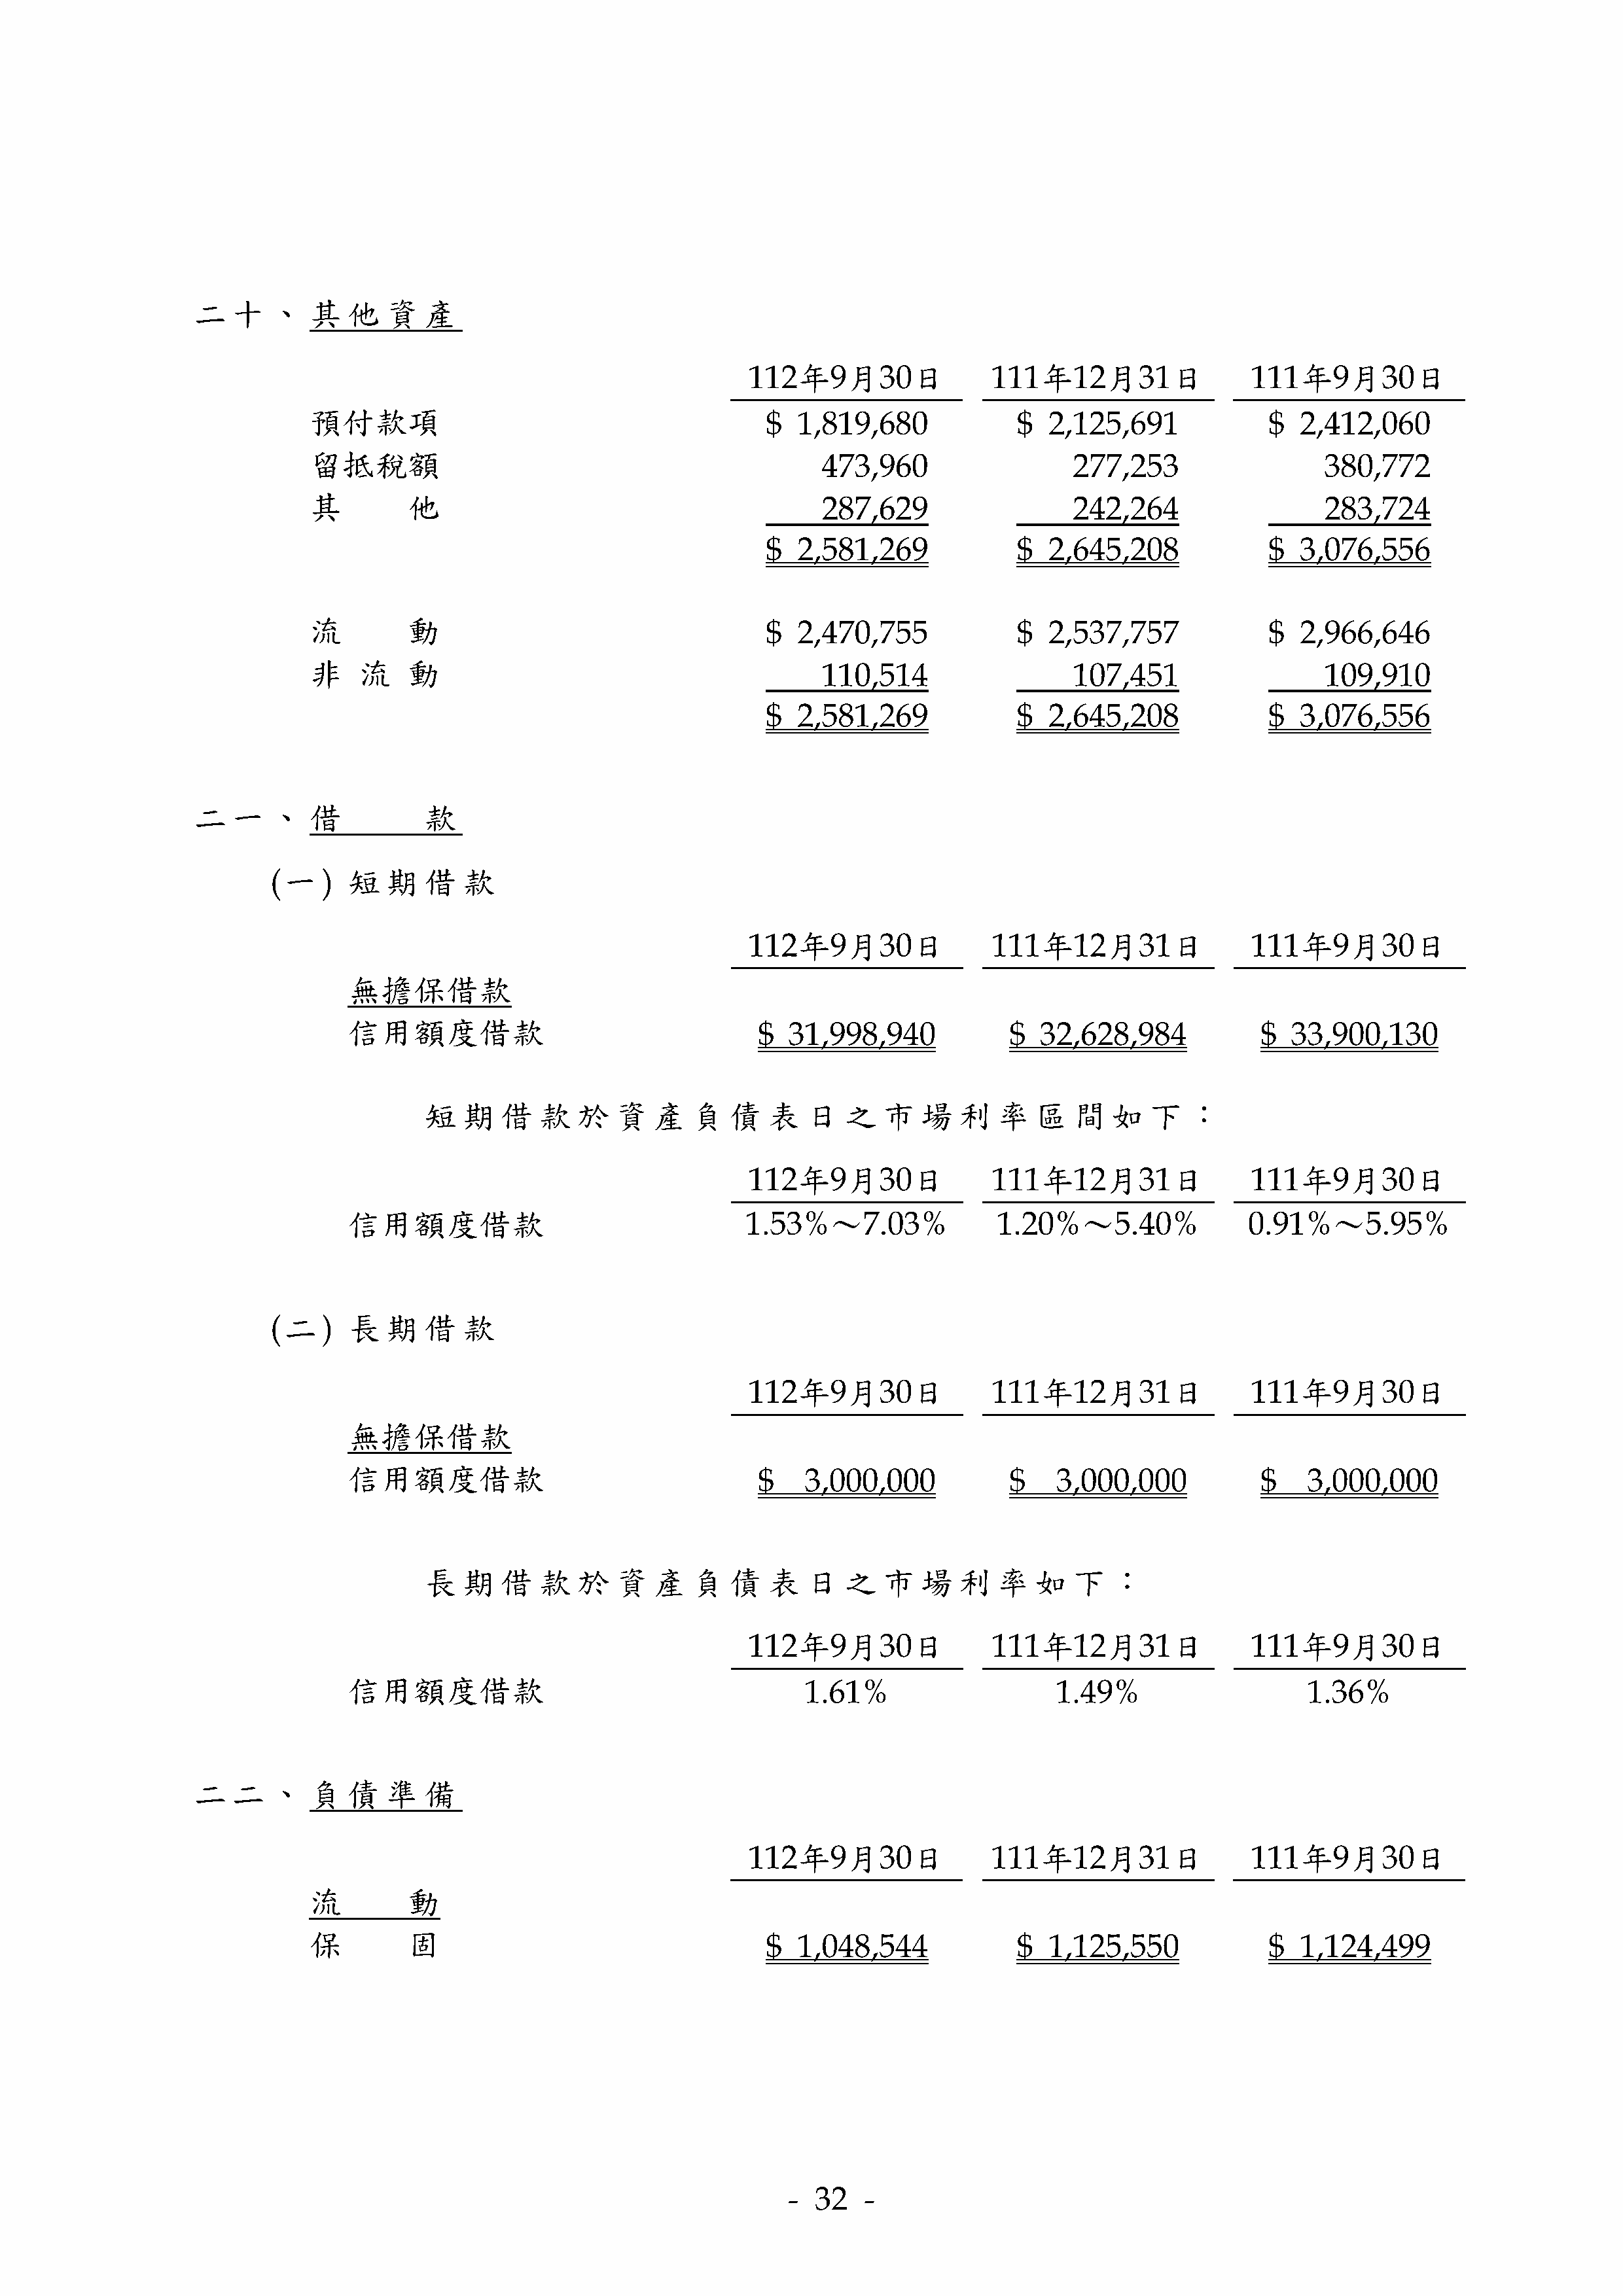 二十、其他資產
112年9月30日 111年12月31日 111年9月30日
預付款項 $ 1,819,680 $ 2,125,691 $ 2,412,060
留抵稅額 473,960 277,253 380,772
其他 287,629 242,264 283,724
$ 2,581,269 $ 2,645,208 $ 3,076,556
流動 $ 2,470,755 $ 2,537,757 $ 2,966,646
非流動 110,514 107,451 109,910
$ 2,581,269 $ 2,645,208 $ 3,076,556
二一、借款
(一) 短期借款
112年9月30日 111年12月31日 111年9月30日
無擔保借款
信用額度借款 $ 31,998,940 $ 32,628,984 $ 33,900,130
短期借款於資產負債表日之市場利率區間如下：
112年9月30日 111年12月31日 111年9月30日
信用額度借款 1.53%～7.03% 1.20%～5.40% 0.91%～5.95%
(二) 長期借款
112年9月30日 111年12月31日 111年9月30日
無擔保借款
信用額度借款 $ 3,000,000 $ 3,000,000 $ 3,000,000
長期借款於資產負債表日之市場利率如下：
112年9月30日 111年12月31日 111年9月30日
信用額度借款 1.61% 1.49% 1.36%
二二、負債準備
112年9月30日 111年12月31日 111年9月30日
流動
保固 $ 1,048,544 $ 1,125,550 $ 1,124,499
- 32 -